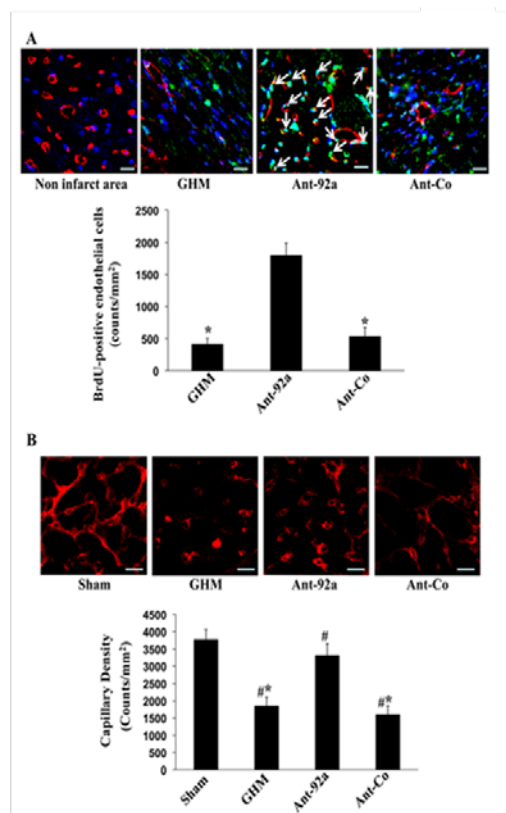 A
Non infarct area GHM Ant-92a Ant-Co
BrdU-positive endothelial cells
(counts/mm²)
2500
2000
1500
1000
500
0
* *
GHM Ant-92a Ant-Co
B
Sham GHM Ant-92a Ant-Co
Capillary Density
(Counts/mm²)
4500
4000
3500
3000
2500
2000
1500
1000
500
0
#* # #*
Sham GHM Ant-92a Ant-Co